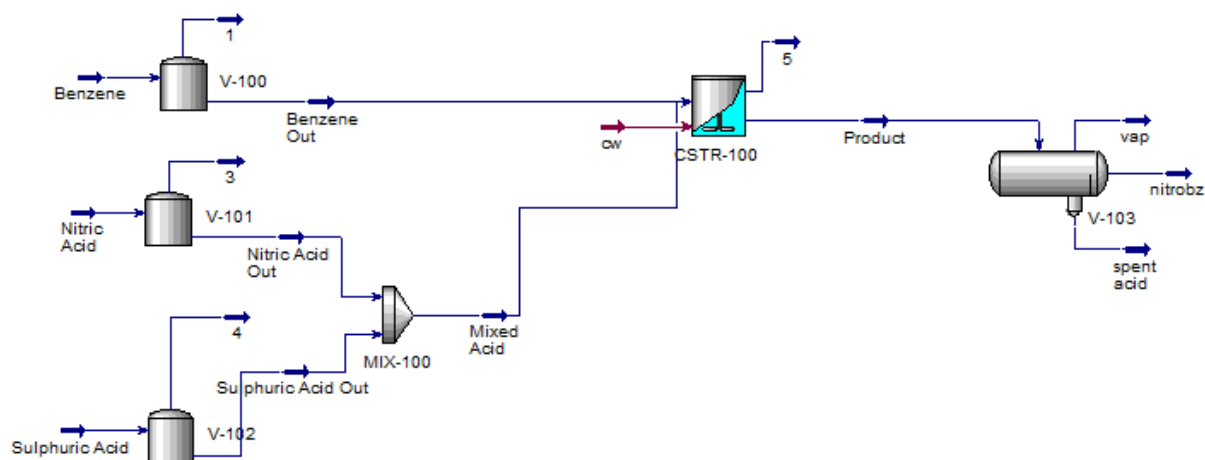 1
V-100
Benzene
Benzene
Out
cw
CSTR-100
5
Product
vap
nitrobz
V-103
spent
acid
3
V-101
Nitric
Acid
Nitric Acid
Out
MIX-100
Mixed
Acid
4
Sulphuric Acid Out
V-102
Sulphuric Acid